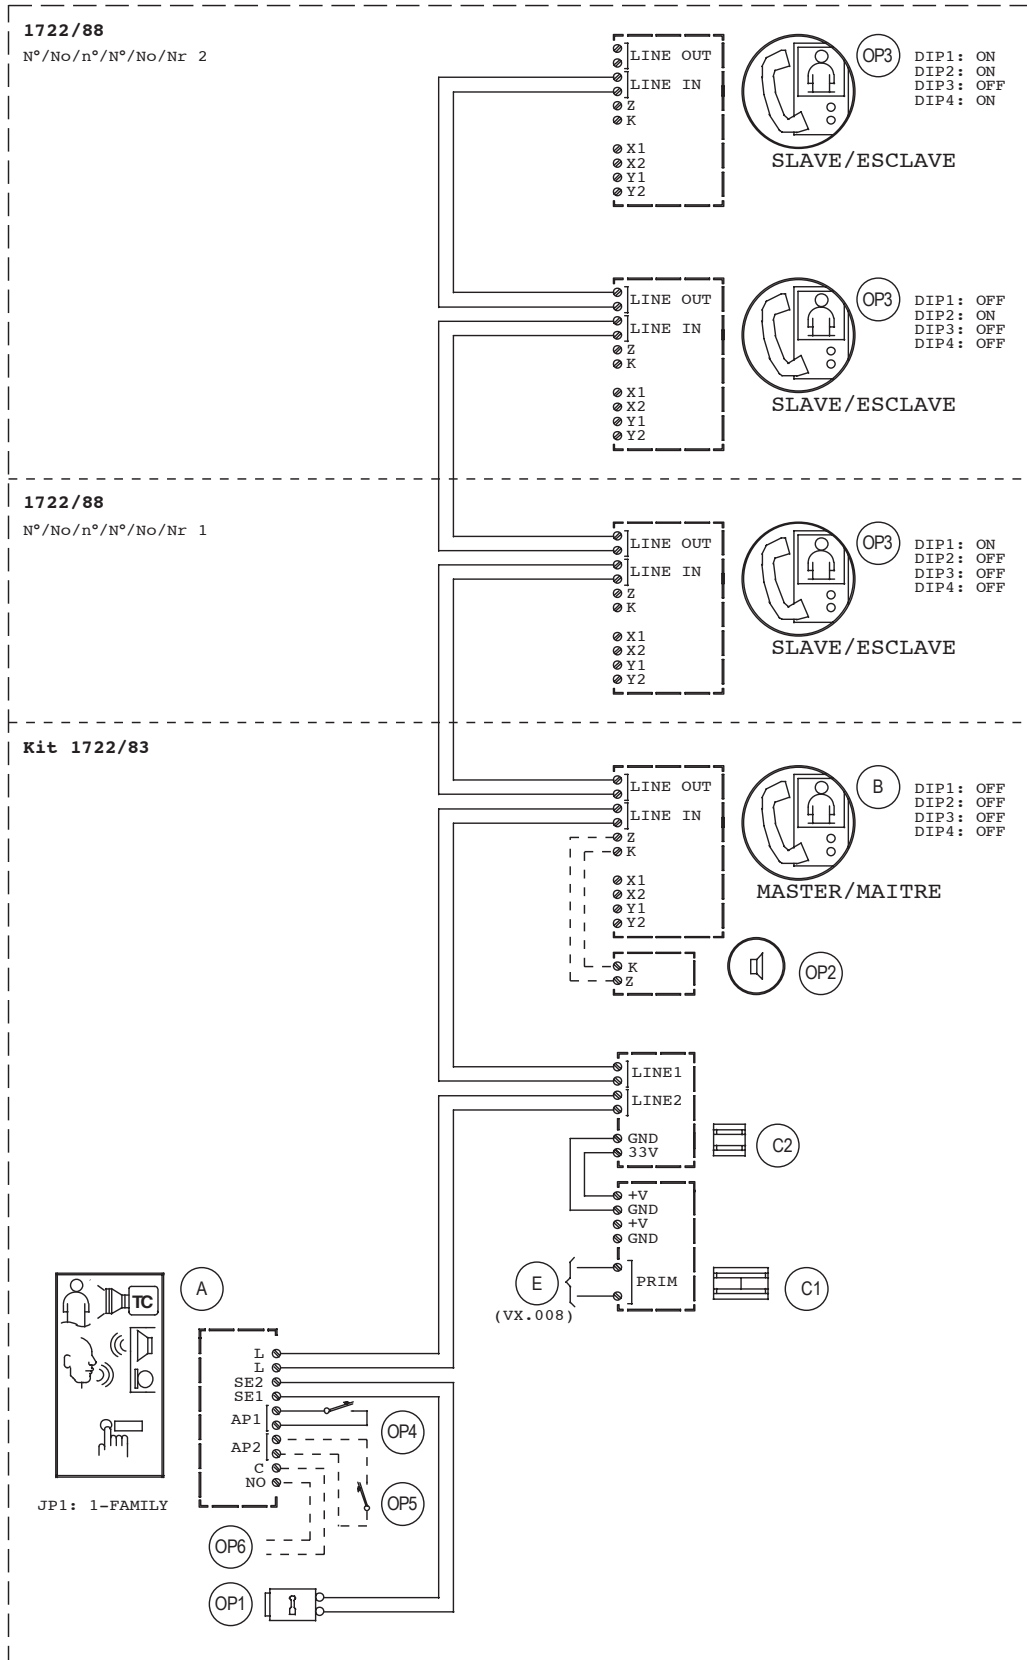 1722/88
N°/No/n°/N°/No/Nr 2
LINE OUT
LINE IN
Z
K
X1
X2
Y1
Y2
OP3
DIP1: ON
DIP2: ON
DIP3: OFF
DIP4: ON
SLAVE/ESCLAVE
LINE OUT
LINE IN
Z
K
X1
X2
Y1
Y2
OP3
DIP1: OFF
DIP2: ON
DIP3: OFF
DIP4: OFF
SLAVE/ESCLAVE
1722/88
N°/No/n°/N°/No/Nr 1
LINE OUT
LINE IN
Z
K
X1
X2
Y1
Y2
OP3
DIP1: ON
DIP2: OFF
DIP3: OFF
DIP4: OFF
SLAVE/ESCLAVE
Kit 1722/83
LINE OUT
LINE IN
Z
K
X1
X2
Y1
Y2
B
DIP1: OFF
DIP2: OFF
DIP3: OFF
DIP4: OFF
MASTER/MAITRE
K
Z
OP2
LINE1
LINE2
GND
33V
C2
+V
GND
+V
GND
PRIM
E
(VX.008)
C1
A
TC
L
L
SE2
SE1
AP1
AP2
C
NO
OP4
OP5
JP1: 1-FAMILY
OP6
OP1